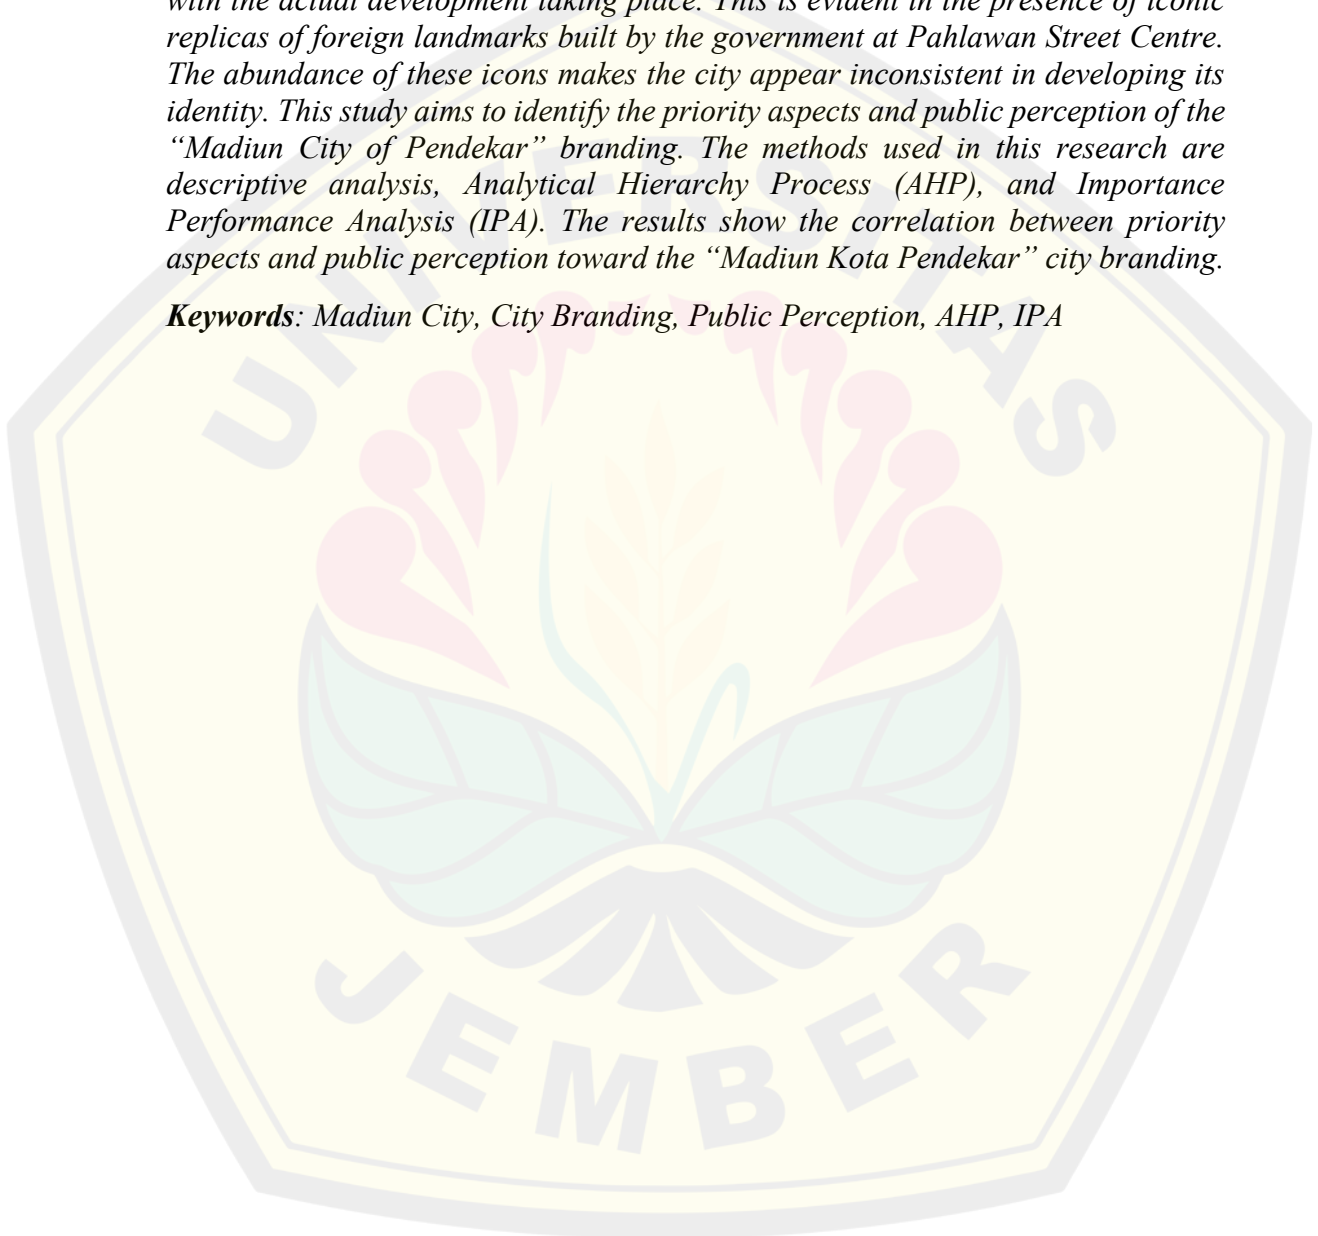 with the actual development taking place. This is evident in the presence of iconic
replicas of foreign landmarks built by the government at Pahlawan Street Centre.
The abundance of these icons makes the city appear inconsistent in developing its
identity. This study aims to identify the priority aspects and public perception of the
“Madiun City of Pendekar” branding. The methods used in this research are
descriptive analysis, Analytical Hierarchy Process (AHP), and Importance
Performance Analysis (IPA). The results show the correlation between priority
aspects and public perception toward the “Madiun Kota Pendekar” city branding.
Keywords: Madiun City, City Branding, Public Perception, AHP, IPA
UNIVERSITAS
JEMBER